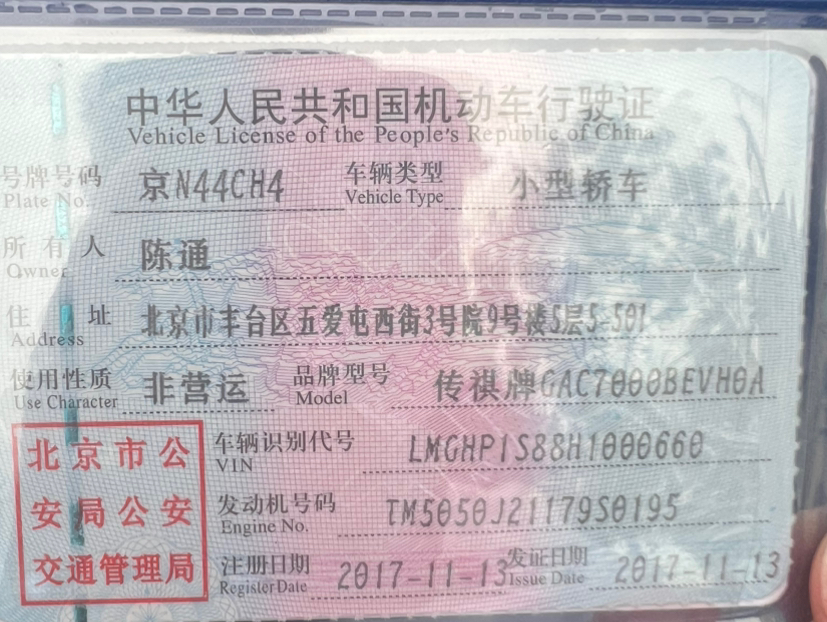 中华人民共和国机动车行驶证
Vehicle License of the People's Republic of China
号牌号码 京N44CH4 车辆类型 小型轿车
Plate No. Vehicle Type
所有人 陈通
Owner
住址 北京市丰台区五爱屯西街3号院9号楼5层5-501
Address
使用性质 非营运 品牌型号 传祺牌GAC7000BEVH0A
Use Character Model
车辆识别代号 LMGHP1S88H1000660
VIN
发动机号码 TM5050J21179S0195
Engine No.
注册日期 2017-11-13 发证日期 2017-11-13
Register Date Issue Date
北京市公
安局公安
交通管理局